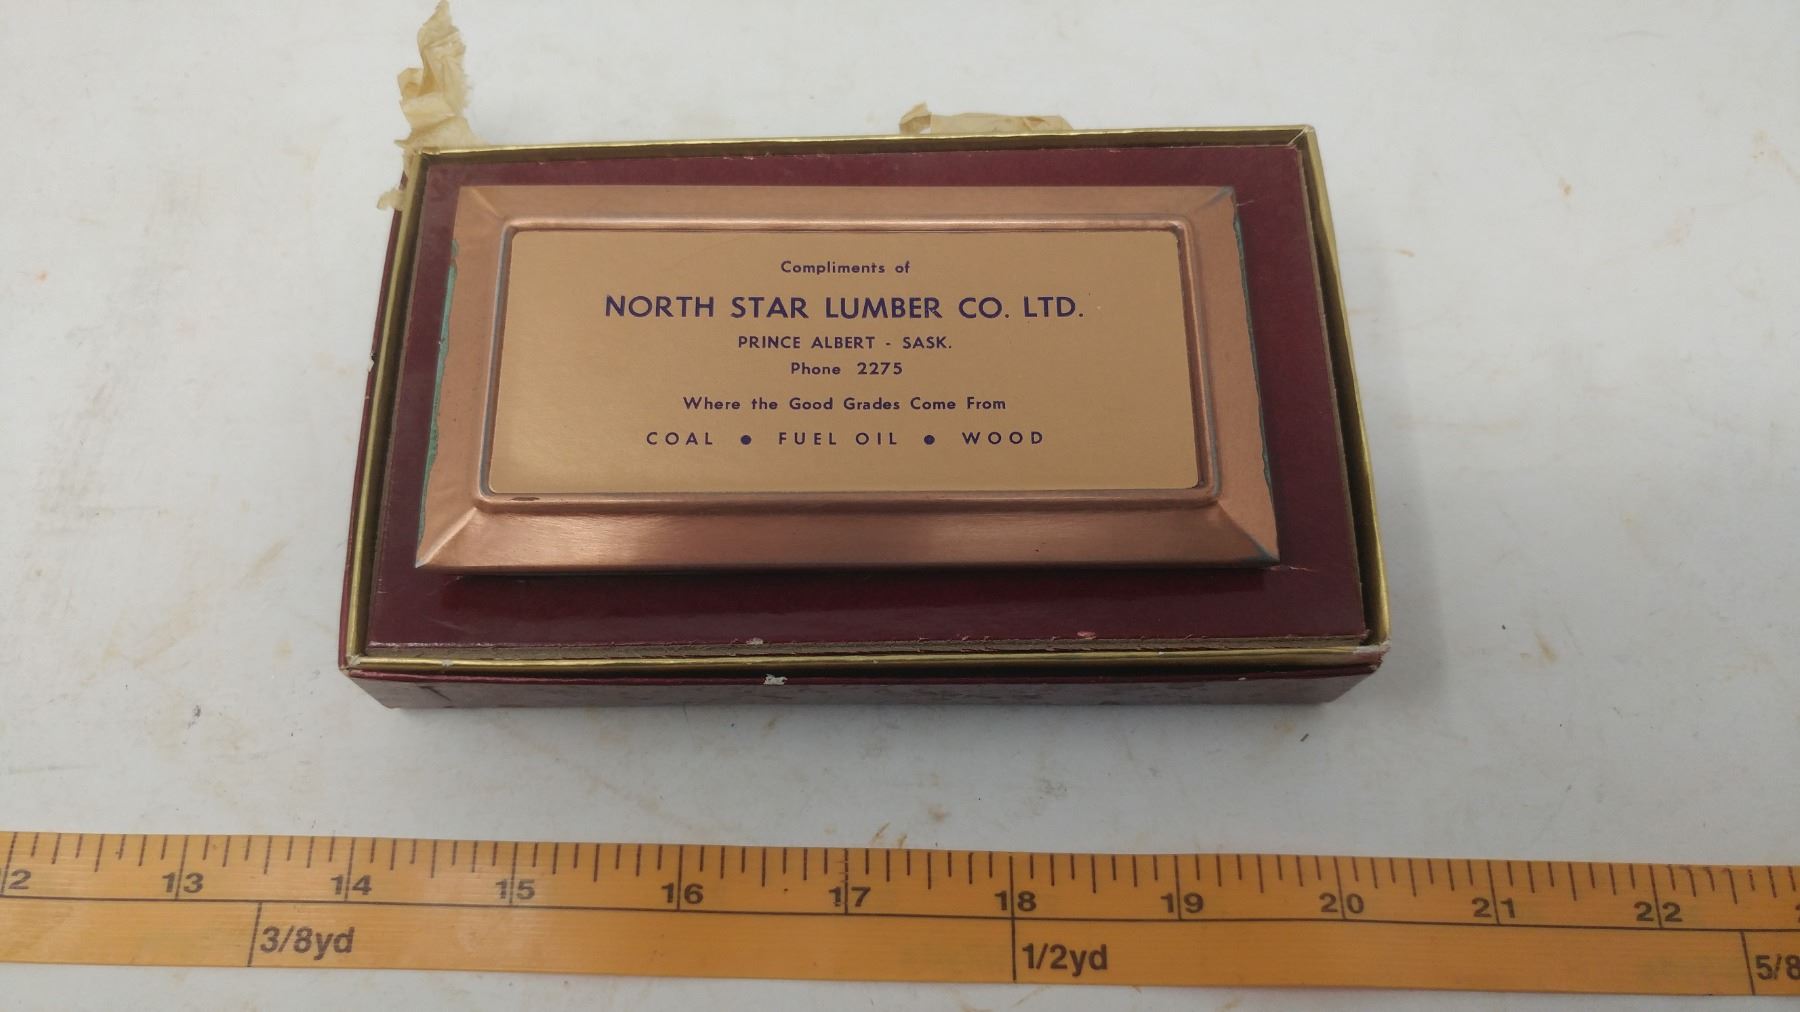 Compliments of
NORTH STAR LUMBER CO. LTD.
PRINCE ALBERT - SASK.
Phone 2275
Where the Good Grades Come From
COAL ● FUEL OIL ● WOOD
2 13 14 15 16 17 18 19 20 21 22
3/8yd 1/2yd 5/8